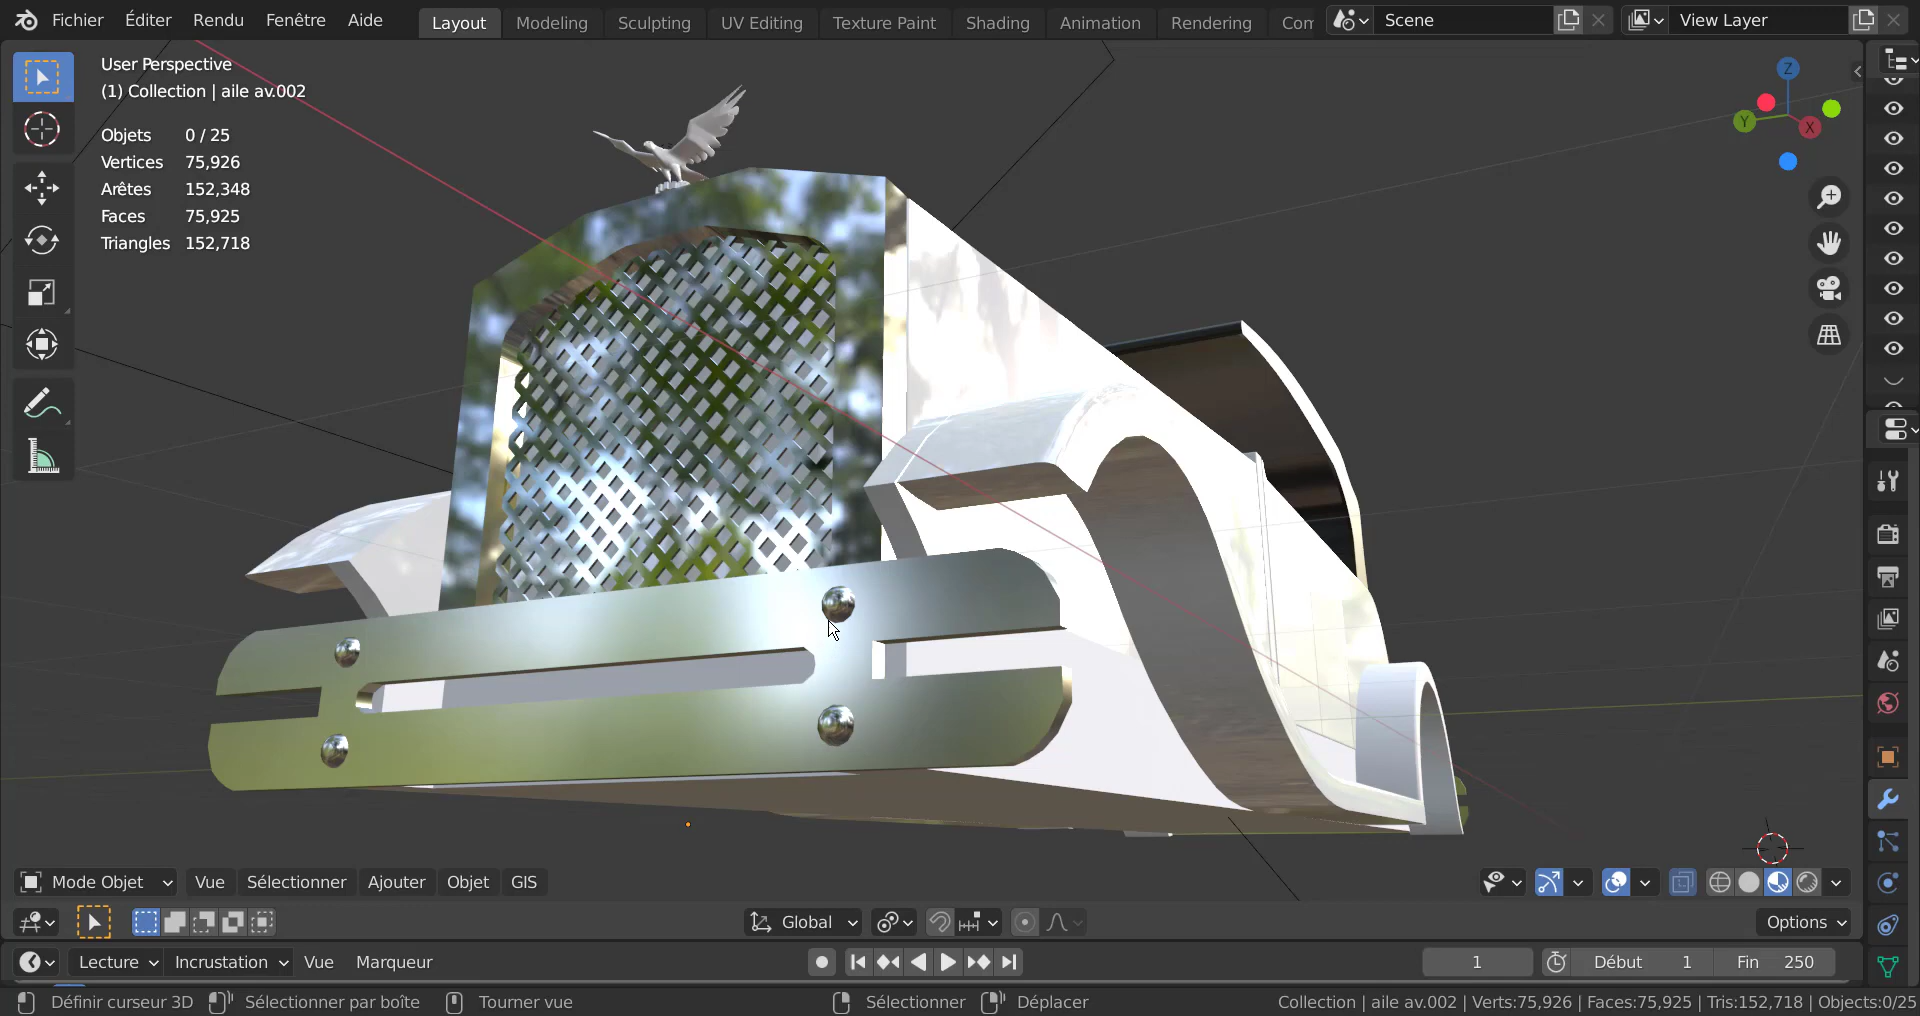 Fichier Éditer Rendu Fenêtre Aide Layout Modeling Sculpting UV Editing Texture Paint Shading Animation Rendering Scene View Layer
User Perspective
(1) Collection | aile av.002
Objets 0 / 25
Vertices 75,926
Arêtes 152,348
Faces 75,925
Triangles 152,718
Z
Y
X
Mode Objet Vue Sélectionner Ajouter Objet GIS
Global Options
Lecture Incrustation Vue Marqueur 1 Début 1 Fin 250
Définir curseur 3D Sélectionner par boîte Tourner vue Sélectionner Déplacer Collection | aile av.002 | Verts:75,926 | Faces:75,925 | Tris:152,718 | Objects:0/25